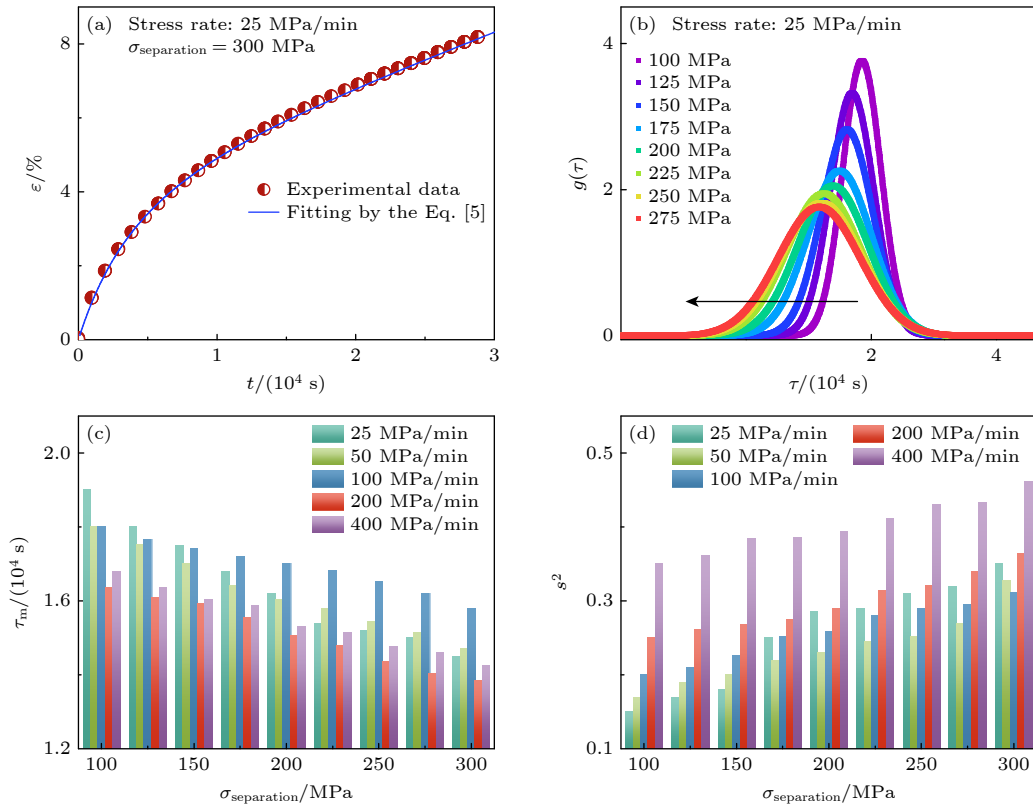 (a) Stress rate: 25 MPa/min
σseparation = 300 MPa
8
4
0
ε/%
Experimental data
Fitting by the Eq. [5]
0 1 2 3
t/(10⁴ s)
(b) Stress rate: 25 MPa/min
4
2
0
g(τ)
100 MPa
125 MPa
150 MPa
175 MPa
200 MPa
225 MPa
250 MPa
275 MPa
0 2 4
τ/(10⁴ s)
(c)
25 MPa/min
50 MPa/min
100 MPa/min
200 MPa/min
400 MPa/min
2.0
1.6
1.2
τm/(10⁴ s)
100 150 200 250 300
σseparation/MPa
(d)
25 MPa/min
50 MPa/min
100 MPa/min
200 MPa/min
400 MPa/min
0.5
0.3
0.1
s²
100 150 200 250 300
σseparation/MPa